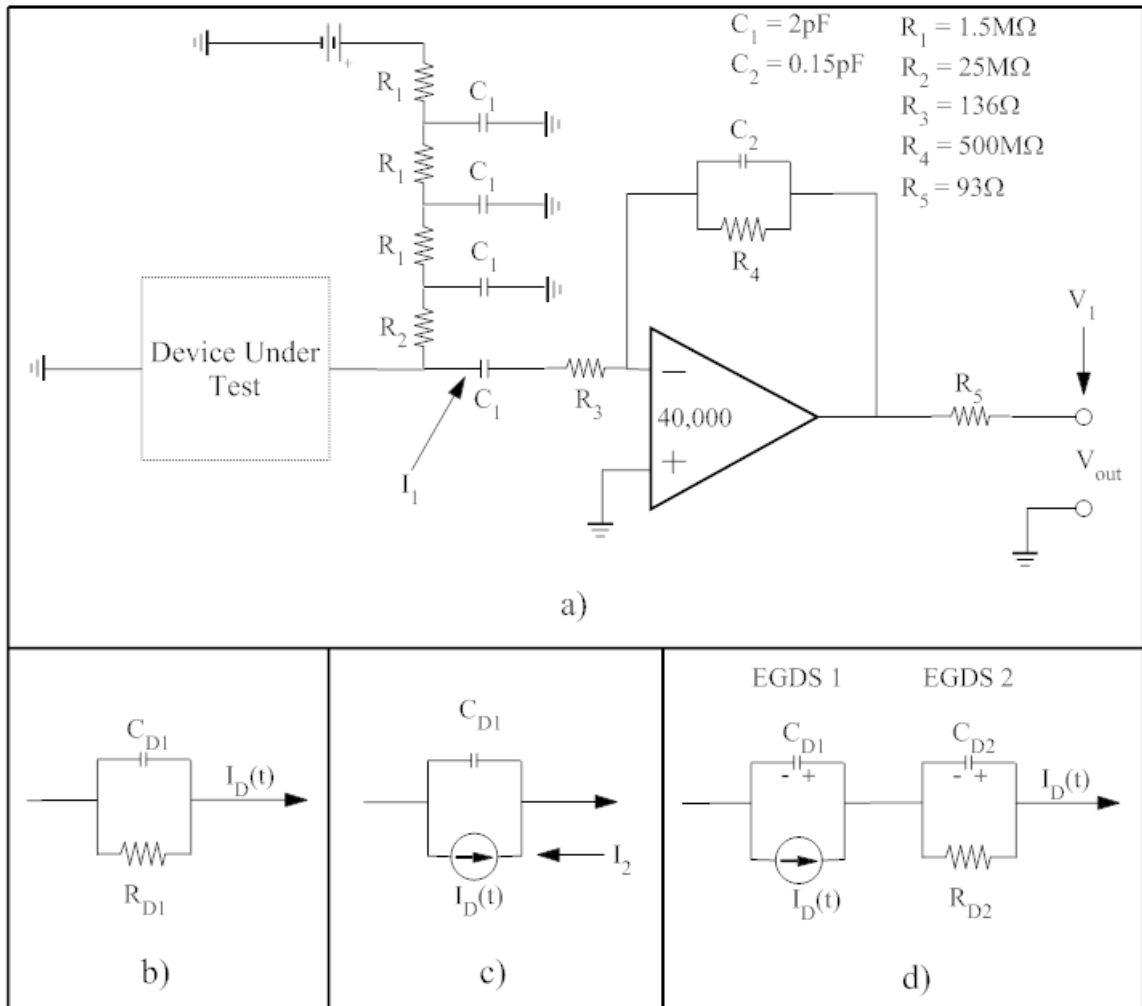 C1 = 2pF
C2 = 0.15pF
R1 = 1.5MΩ
R2 = 25MΩ
R3 = 136Ω
R4 = 500MΩ
R5 = 93Ω
+
R1
C1
R1
C1
R1
C1
R2
C2
R4
Device Under
Test
I1
C1
R3
−
40,000
+
R5
V1
Vout
a)
CD1
ID(t)
RD1
b)
CD1
I2
ID(t)
c)
EGDS 1
EGDS 2
CD1
- +
CD2
- +
ID(t)
ID(t)
RD2
d)